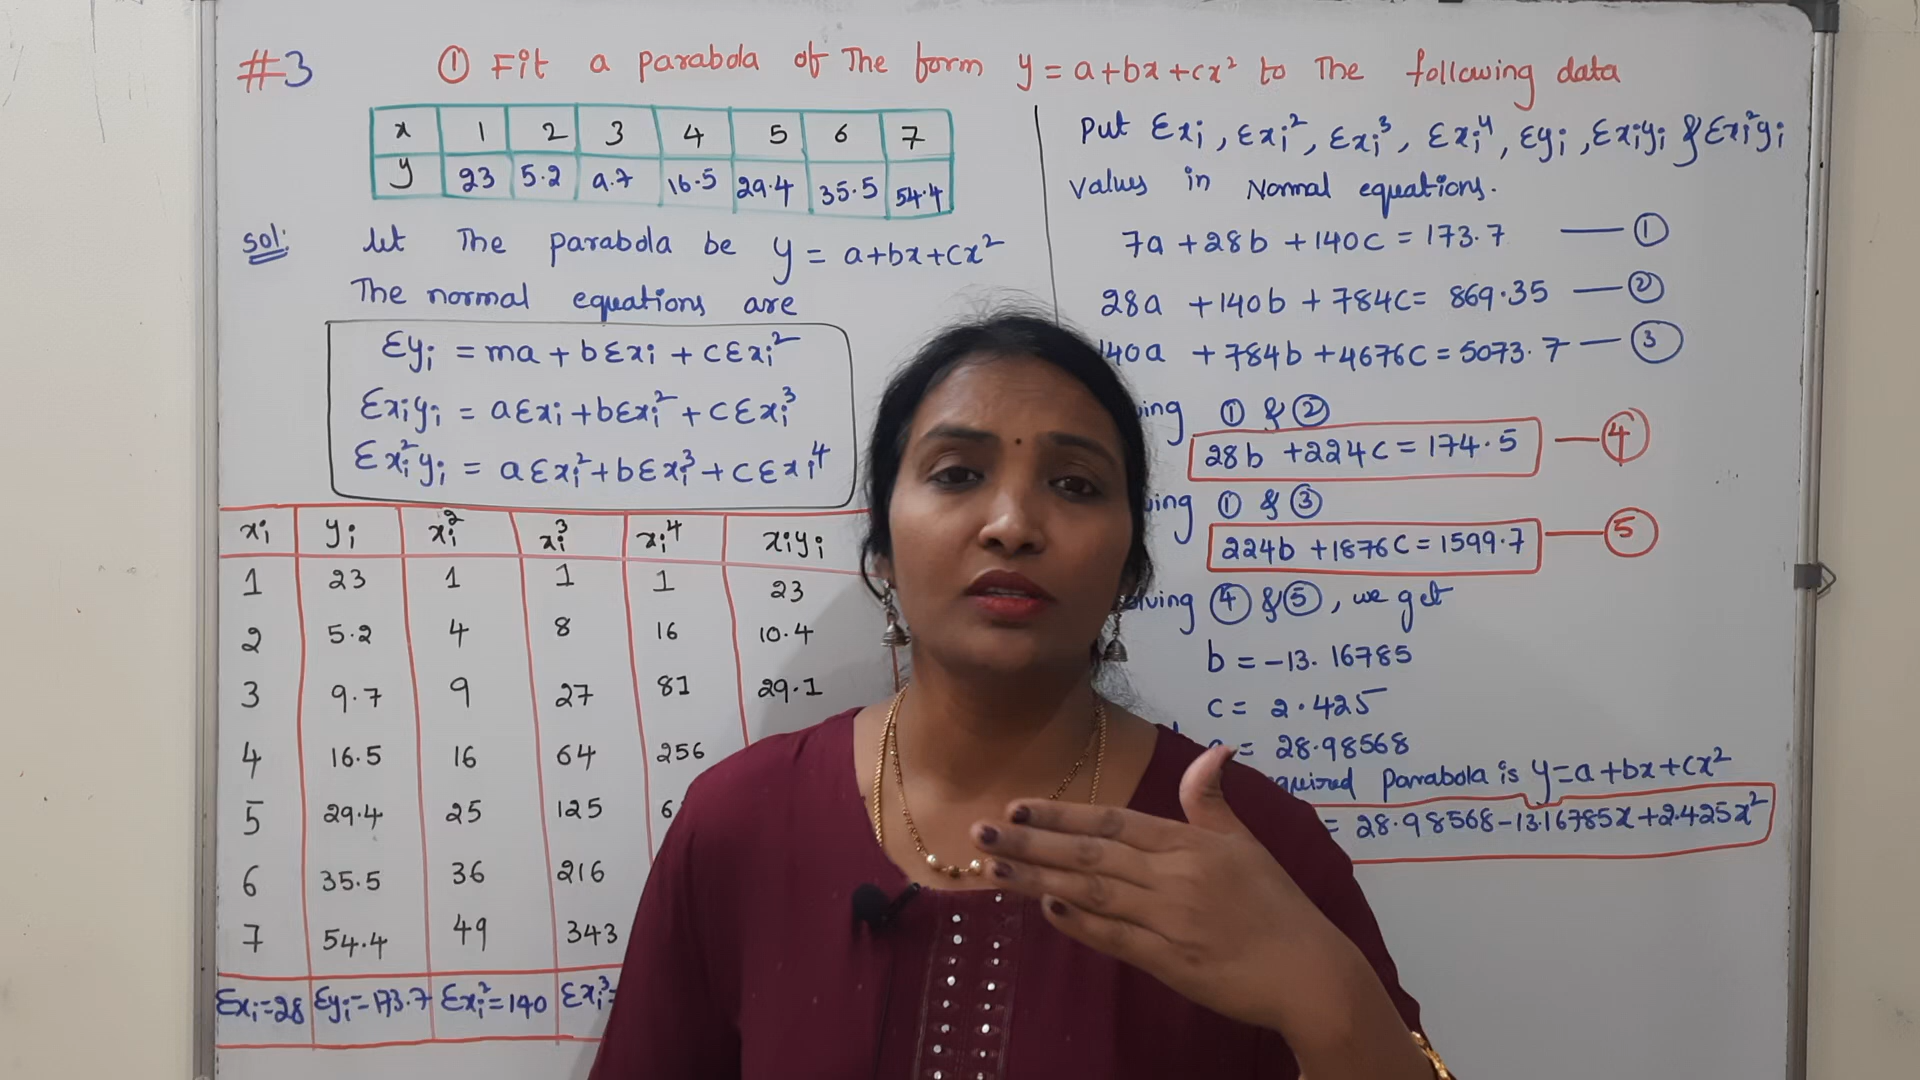 #3 ① Fit a parabola of The form y = a+bx+cx² to The following data
x 1 2 3 4 5 6 7
y 23 5.2 9.7 16.5 29.4 35.5 54.4
Sol: let The parabola be y = a+bx+cx²
The normal equations are
Σyᵢ = ma + bΣxᵢ + cΣxᵢ²
Σxᵢyᵢ = aΣxᵢ + bΣxᵢ² + cΣxᵢ³
Σxᵢ²yᵢ = aΣxᵢ² + bΣxᵢ³ + cΣxᵢ⁴
xᵢ yᵢ xᵢ² xᵢ³ xᵢ⁴ xᵢyᵢ
1 23 1 1 1 23
2 5.2 4 8 16 10.4
3 9.7 9 27 81 29.1
4 16.5 16 64 256
5 29.4 25 125
6 35.5 36 216
7 54.4 49 343
Σxᵢ=28 Σyᵢ=173.7 Σxᵢ²=140 Σxᵢ³=
Put Σxᵢ, Σxᵢ², Σxᵢ³, Σxᵢ⁴, Σyᵢ, Σxᵢyᵢ & Σxᵢ²yᵢ
values in Normal equations.
7a + 28b + 140c = 173.7 — ①
28a + 140b + 784c = 869.35 — ②
140a + 784b + 4676c = 5073.7 — ③
① & ②
28b + 224c = 174.5 — ④
① & ③
224b + 1876c = 1599.7 — ⑤
④ & ⑤, we get
b = -13.16785
c = 2.425
= 28.98568
Parabola is y = a+bx+cx²
= 28.98568-13.16785x+2.425x²